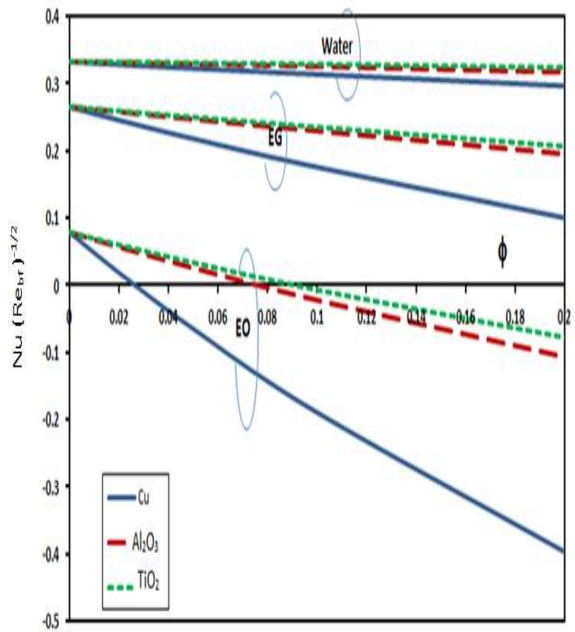 0.4
Water
0.3
EG
0.2
0.1
ϕ
Nu (Re_br)^-1/2
0
0 0.02 0.04 0.06 0.08 0.1 0.12 0.14 0.16 0.18 0.2
EO
-0.1
-0.2
-0.3
Cu
Al₂O₃
TiO₂
-0.4
-0.5